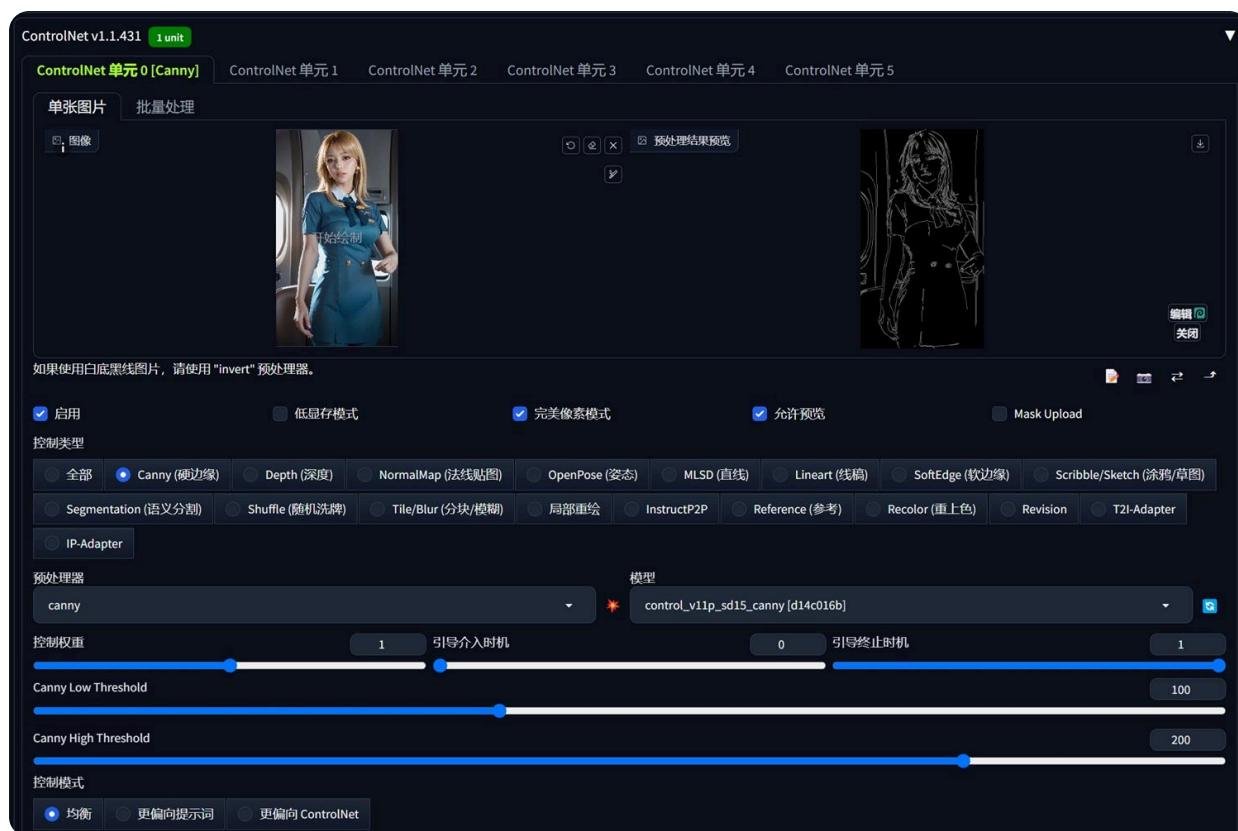 ControlNet v1.1.431 1 unit ▼
ControlNet 单元 0 [Canny] ControlNet 单元 1 ControlNet 单元 2 ControlNet 单元 3 ControlNet 单元 4 ControlNet 单元 5
单张图片 批量处理
图像 预处理结果预览
开始绘制
编辑
关闭
如果使用白底黑线图片，请使用 "invert" 预处理器。
启用 低显存模式 完美像素模式 允许预览 Mask Upload
控制类型
全部 Canny (硬边缘) Depth (深度) NormalMap (法线贴图) OpenPose (姿态) MLSD (直线) Lineart (线稿) SoftEdge (软边缘) Scribble/Sketch (涂鸦/草图)
Segmentation (语义分割) Shuffle (随机洗牌) Tile/Blur (分块/模糊) 局部重绘 InstructP2P Reference (参考) Recolor (重上色) Revision T2I-Adapter
IP-Adapter
预处理器 模型
canny control_v11p_sd15_canny [d14c016b]
控制权重 1 引导介入时机 0 引导终止时机 1
Canny Low Threshold 100
Canny High Threshold 200
控制模式
均衡 更偏向提示词 更偏向 ControlNet